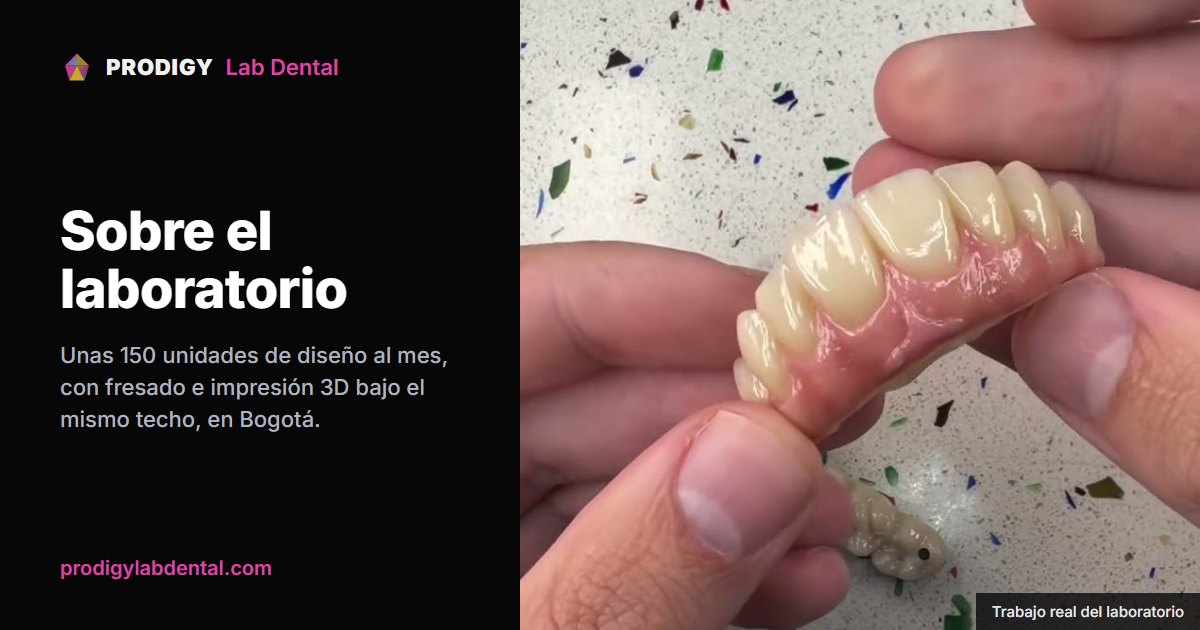 PRODIGY Lab Dental
Sobre el
laboratorio
Unas 150 unidades de diseño al mes,
con fresado e impresión 3D bajo el
mismo techo, en Bogotá.
prodigylabdental.com
Trabajo real del laboratorio